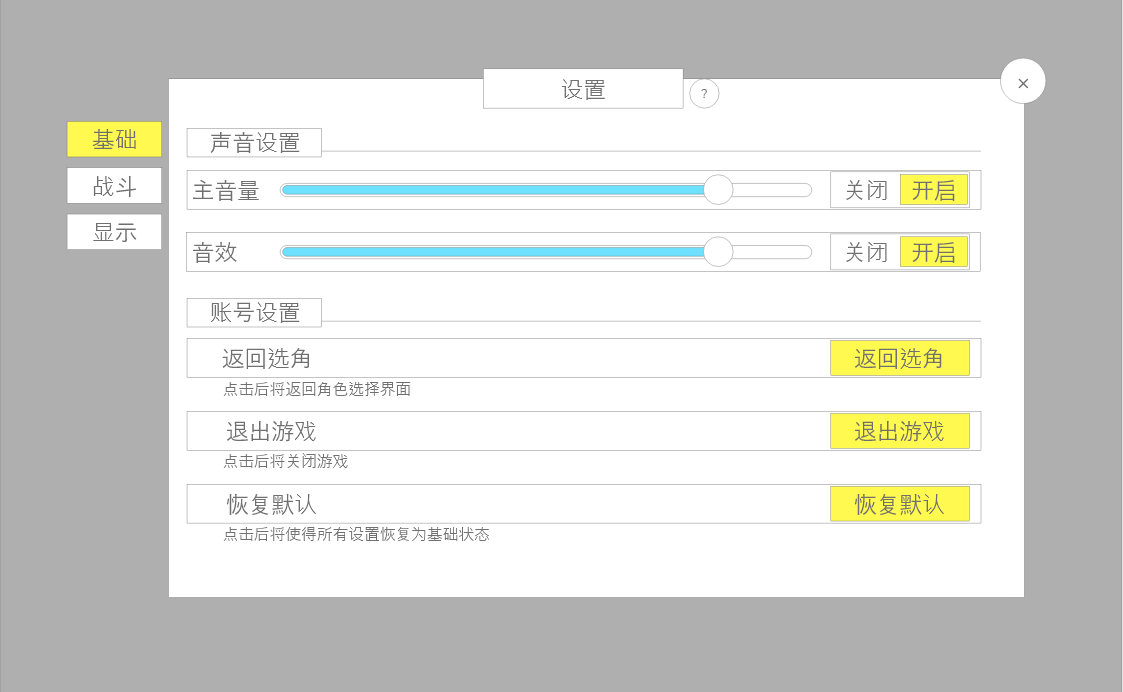 设置
?
×
基础
战斗
显示
声音设置
主音量 关闭 开启
音效 关闭 开启
账号设置
返回选角 返回选角
点击后将返回角色选择界面
退出游戏 退出游戏
点击后将关闭游戏
恢复默认 恢复默认
点击后将使得所有设置恢复为基础状态